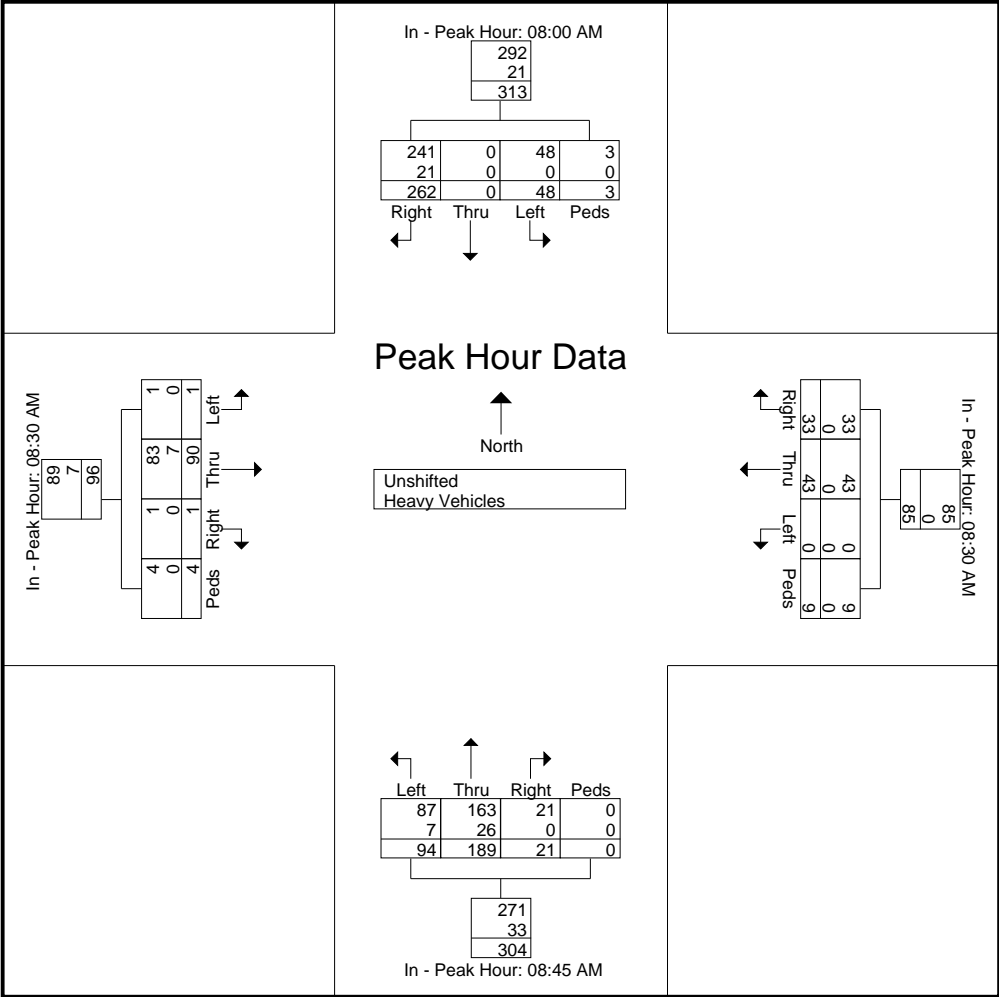 In - Peak Hour: 08:00 AM
292
21
313
241 0 48 3
21 0 0 0
262 0 48 3
Right Thru Left Peds
Peak Hour Data
North
Unshifted
Heavy Vehicles
In - Peak Hour: 08:30 AM
89
7
96
1 83 1 4
0 7 0 0
1 90 1 4
Left Thru Right Peds
In - Peak Hour: 08:30 AM
85
0
85
33 43 0 9
0 0 0 0
33 43 0 9
Right Thru Left Peds
Left Thru Right Peds
87 163 21 0
7 26 0 0
94 189 21 0
271
33
304
In - Peak Hour: 08:45 AM